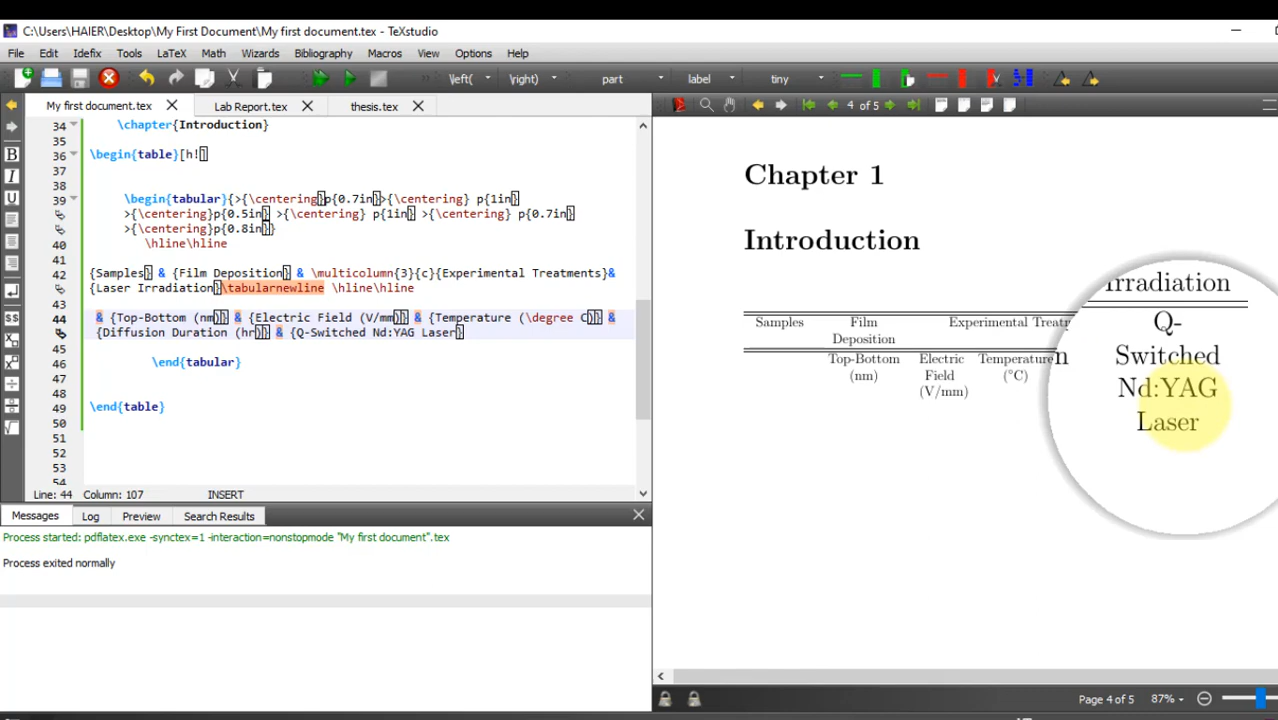 C:\Users\HAIER\Desktop\My First Document\My first document.tex - TeXstudio
File Edit Idefix Tools LaTeX Math Wizards Bibliography Macros View Options Help
\left( \right) part label tiny
My first document.tex Lab Report.tex thesis.tex
4 of 5
34 \chapter{Introduction}
35
36 \begin{table}[h!]
37
38
39 \begin{tabular}{>{\centering}p{0.7in}>{\centering} p{1in}
>{\centering}p{0.5in} >{\centering} p{1in} >{\centering} p{0.7in}
>{\centering}p{0.8in}}
40 \hline\hline
41
42 {Samples} & {Film Deposition} & \multicolumn{3}{c}{Experimental Treatments}&
{Laser Irradiation}\tabularnewline \hline\hline
43
44 & {Top-Bottom (nm)} & {Electric Field (V/mm)} & {Temperature (\degree C)} &
{Diffusion Duration (hr)} & {Q-Switched Nd:YAG Laser}
45
46 \end{tabular}
47
48
49 \end{table}
50
51
52
53
54
Line: 44 Column: 107 INSERT
Messages Log Preview Search Results
Process started: pdflatex.exe -synctex=1 -interaction=nonstopmode "My first document".tex
Process exited normally
Chapter 1
Introduction
Irradiation
Samples Film Experimental
Deposition
Top-Bottom Electric Temperature
(nm) Field (°C)
(V/mm)
Q-
Switched
Nd:YAG
Laser
Page 4 of 5 87%